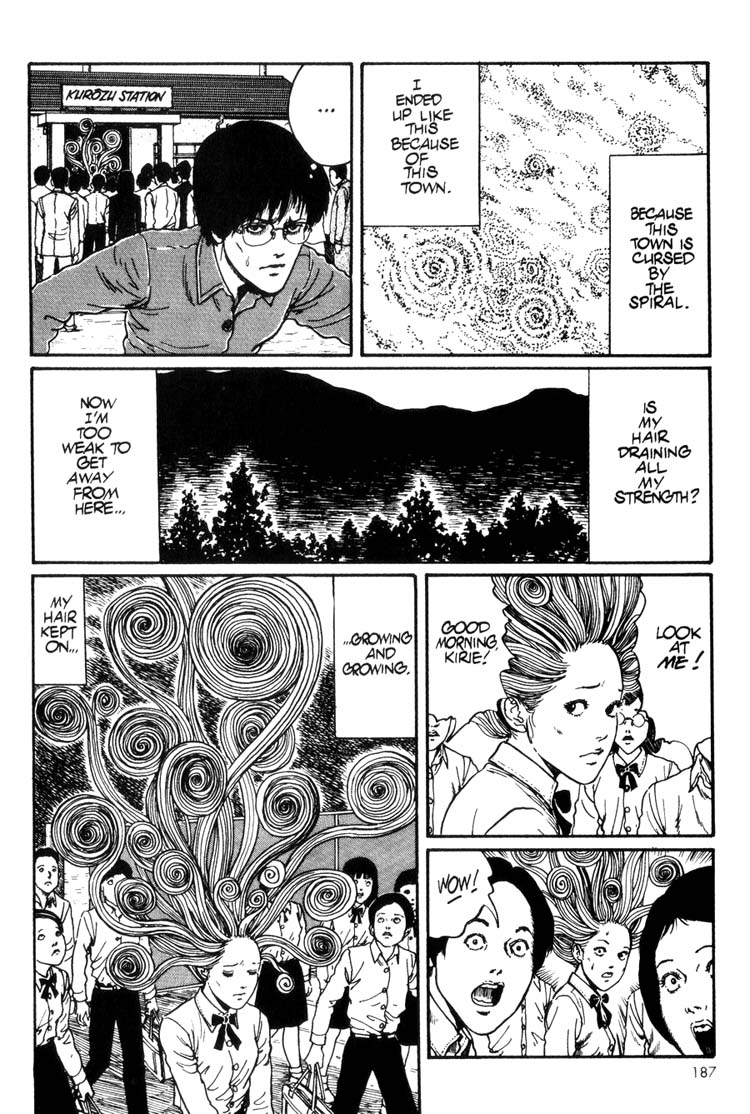 KURŌZU STATION
...
I
ENDED
UP LIKE
THIS
BECAUSE
OF
THIS
TOWN.
BECAUSE
THIS
TOWN IS
CURSED
BY
THE
SPIRAL.
NOW
I'M
TOO
WEAK TO
GET
AWAY
FROM
HERE...
IS
MY
HAIR
DRAINING
ALL
MY
STRENGTH?
MY
HAIR
KEPT
ON...
...GROWING
AND
GROWING.
GOOD
MORNING,
KIRIE!
LOOK
AT
ME!
WOW!
187